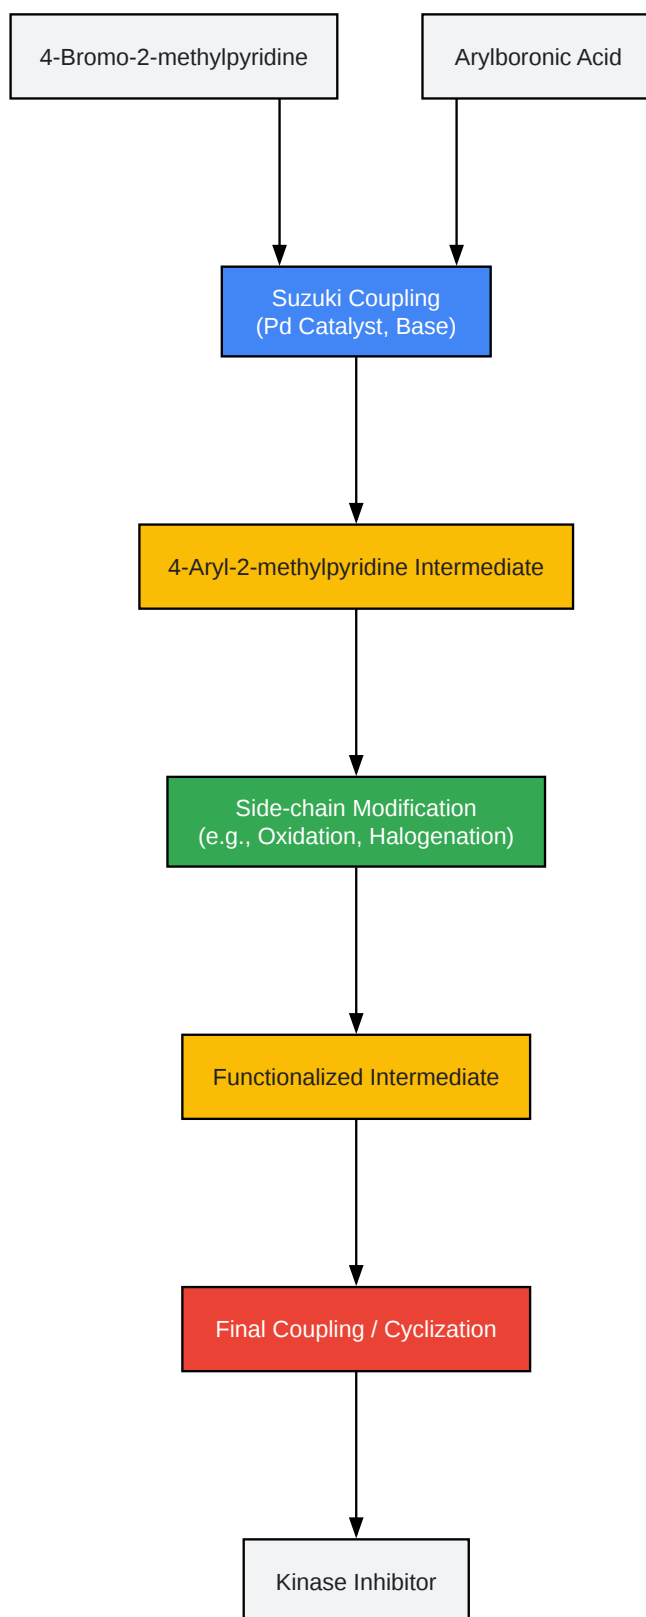 4-Bromo-2-methylpyridine
Arylboronic Acid
Suzuki Coupling
(Pd Catalyst, Base)
4-Aryl-2-methylpyridine Intermediate
Side-chain Modification
(e.g., Oxidation, Halogenation)
Functionalized Intermediate
Final Coupling / Cyclization
Kinase Inhibitor